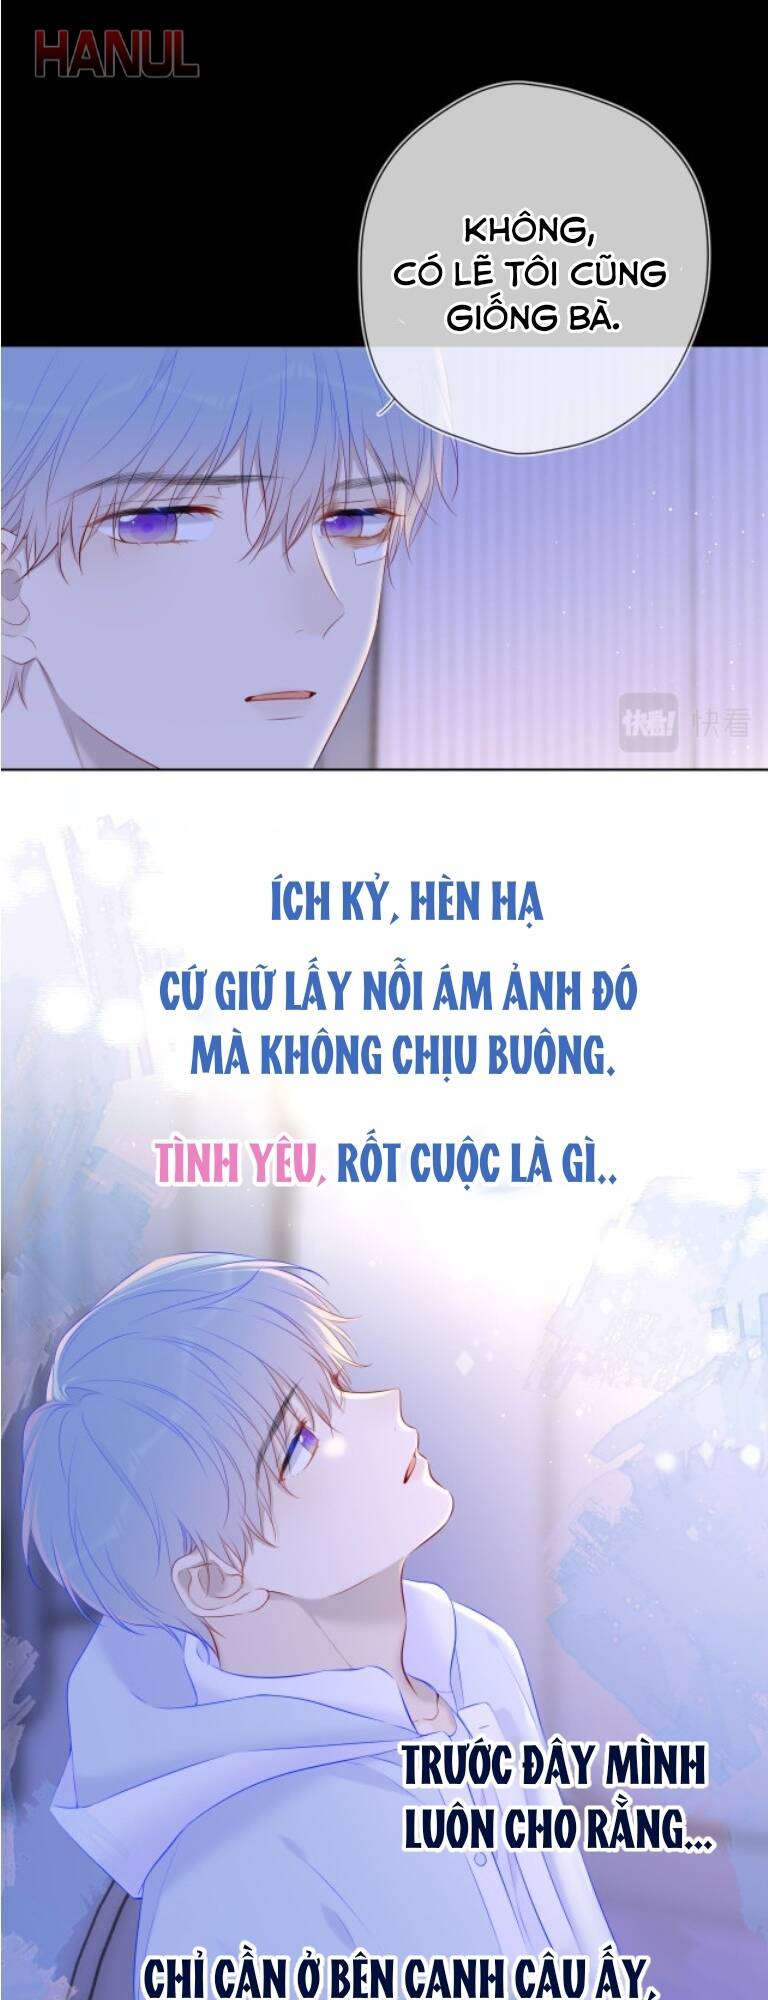 HANUL
KHÔNG,
CÓ LẼ TÔI CŨNG
GIỐNG BÀ.
快看! 快看
ÍCH KỶ, HÈN HẠ
CỨ GIỮ LẤY NỖI ÁM ẢNH ĐÓ
MÀ KHÔNG CHỊU BUÔNG.
TÌNH YÊU, RỐT CUỘC LÀ GÌ..
TRƯỚC ĐÂY MÌNH
LUÔN CHO RẰNG...
CHỈ CẦN Ở BÊN CẠNH CẬU ẤY,